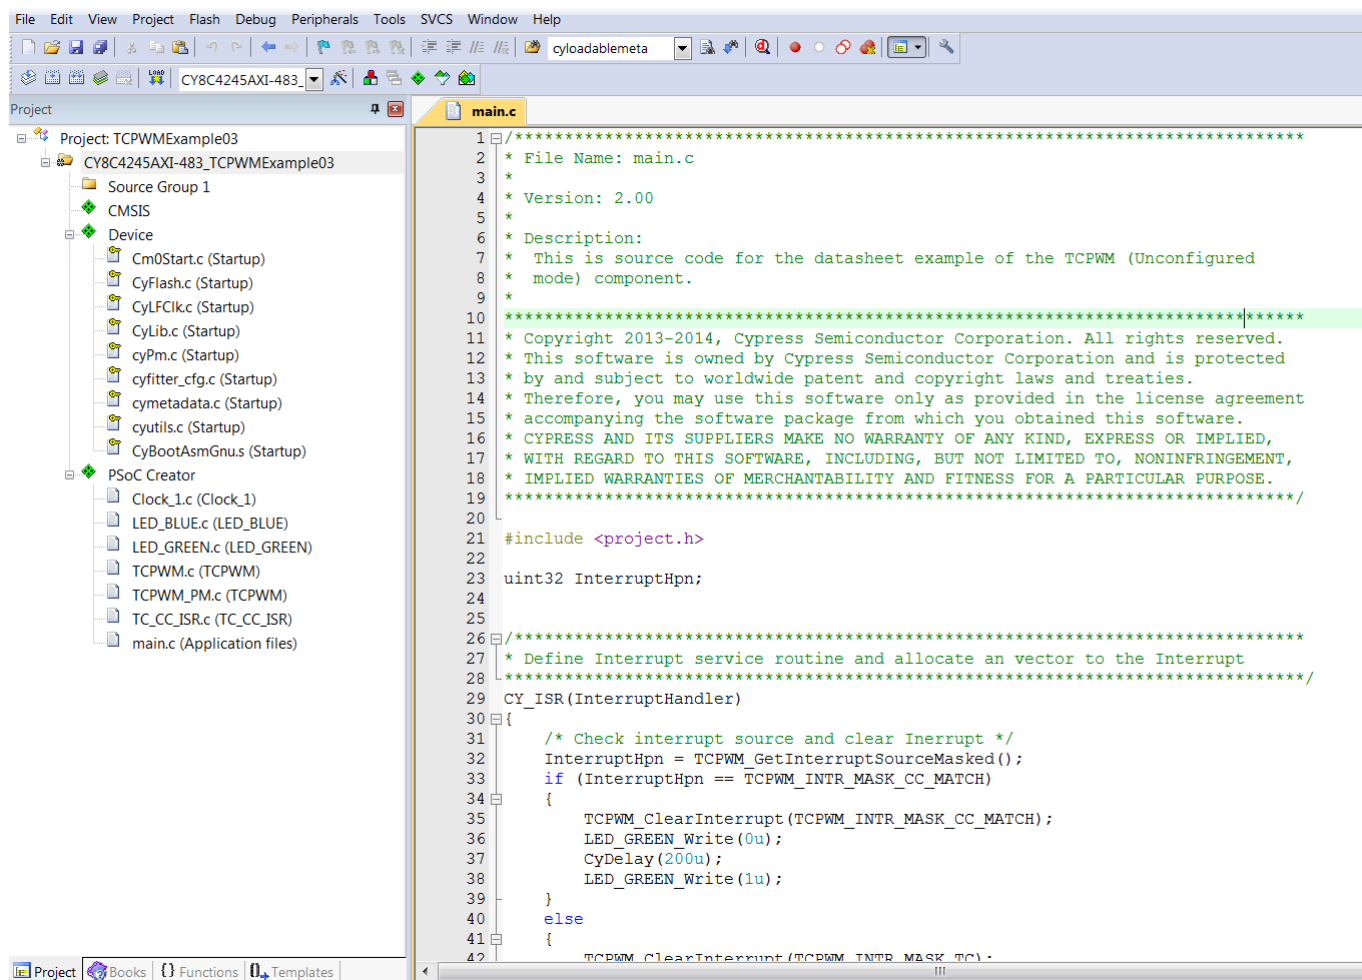 File Edit View Project Flash Debug Peripherals Tools SVCS Window Help
cyloadablemeta
LOAD CY8C4245AXI-483_
Project
Project: TCPWMExample03
CY8C4245AXI-483_TCPWMExample03
Source Group 1
CMSIS
Device
Cm0Start.c (Startup)
CyFlash.c (Startup)
CyLFClk.c (Startup)
CyLib.c (Startup)
cyPm.c (Startup)
cyfitter_cfg.c (Startup)
cymetadata.c (Startup)
cyutils.c (Startup)
CyBootAsmGnu.s (Startup)
PSoC Creator
Clock_1.c (Clock_1)
LED_BLUE.c (LED_BLUE)
LED_GREEN.c (LED_GREEN)
TCPWM.c (TCPWM)
TCPWM_PM.c (TCPWM)
TC_CC_ISR.c (TC_CC_ISR)
main.c (Application files)
Project Books {} Functions Templates
main.c
1 /*******************************************************************************
2 * File Name: main.c
3 *
4 * Version: 2.00
5 *
6 * Description:
7 *  This is source code for the datasheet example of the TCPWM (Unconfigured
8 *  mode) component.
9 *
10 ********************************************************************************
11 * Copyright 2013-2014, Cypress Semiconductor Corporation. All rights reserved.
12 * This software is owned by Cypress Semiconductor Corporation and is protected
13 * by and subject to worldwide patent and copyright laws and treaties.
14 * Therefore, you may use this software only as provided in the license agreement
15 * accompanying the software package from which you obtained this software.
16 * CYPRESS AND ITS SUPPLIERS MAKE NO WARRANTY OF ANY KIND, EXPRESS OR IMPLIED,
17 * WITH REGARD TO THIS SOFTWARE, INCLUDING, BUT NOT LIMITED TO, NONINFRINGEMENT,
18 * IMPLIED WARRANTIES OF MERCHANTABILITY AND FITNESS FOR A PARTICULAR PURPOSE.
19 *******************************************************************************/
20
21 #include <project.h>
22
23 uint32 InterruptHpn;
24
25
26 /*******************************************************************************
27 * Define Interrupt service routine and allocate an vector to the Interrupt
28 ********************************************************************************/
29 CY_ISR(InterruptHandler)
30 {
31     /* Check interrupt source and clear Inerrupt */
32     InterruptHpn = TCPWM_GetInterruptSourceMasked();
33     if (InterruptHpn == TCPWM_INTR_MASK_CC_MATCH)
34     {
35         TCPWM_ClearInterrupt(TCPWM_INTR_MASK_CC_MATCH);
36         LED_GREEN_Write(0u);
37         CyDelay(200u);
38         LED_GREEN_Write(1u);
39     }
40     else
41     {
42         TCPWM_ClearInterrupt(TCPWM_INTR_MASK_TC);